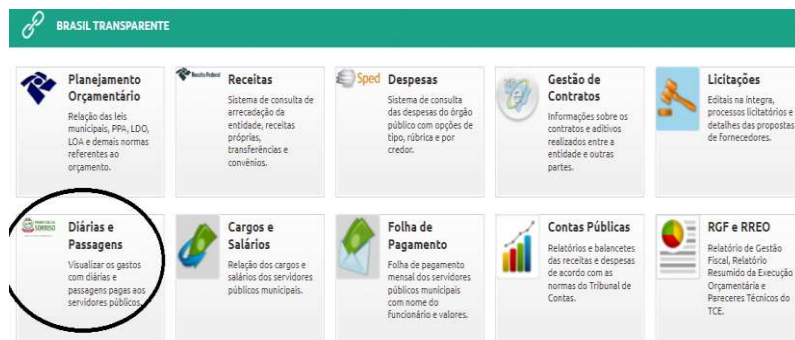 BRASIL TRANSPARENTE
Planejamento
Orçamentário
Relação das leis
municipais, PPA, LDO,
LOA e demais normas
referentes ao
orçamento.
Receita Federal
Receitas
Sistema de consulta de
arrecadação da
entidade, receitas
próprias,
transferências e
convênios.
Sped
Despesas
Sistema de consulta
das despesas do órgão
público com opções de
tipo, rúbrica e por
credor.
Gestão de
Contratos
Informações sobre os
contratos e aditivos
realizados entre a
entidade e outras
partes.
Licitações
Editais na íntegra,
processos licitatórios e
detalhes das propostas
de fornecedores.
SORRISO
Diárias e
Passagens
Visualizar os gastos
com diárias e
passagens pagas aos
servidores públicos.
Cargos e
Salários
Relação dos cargos e
salários dos servidores
públicos municipais.
Folha de
Pagamento
Folha de pagamento
mensal dos servidores
públicos municipais
com nome do
funcionário e valores.
Contas Públicas
Relatórios e balancetes
das receitas e despesas
de acordo com as
normas do Tribunal de
Contas.
RGF e RREO
Relatório de Gestão
Fiscal, Relatório
Resumido da Execução
Orçamentária e
Pareceres Técnicos do
TCE.